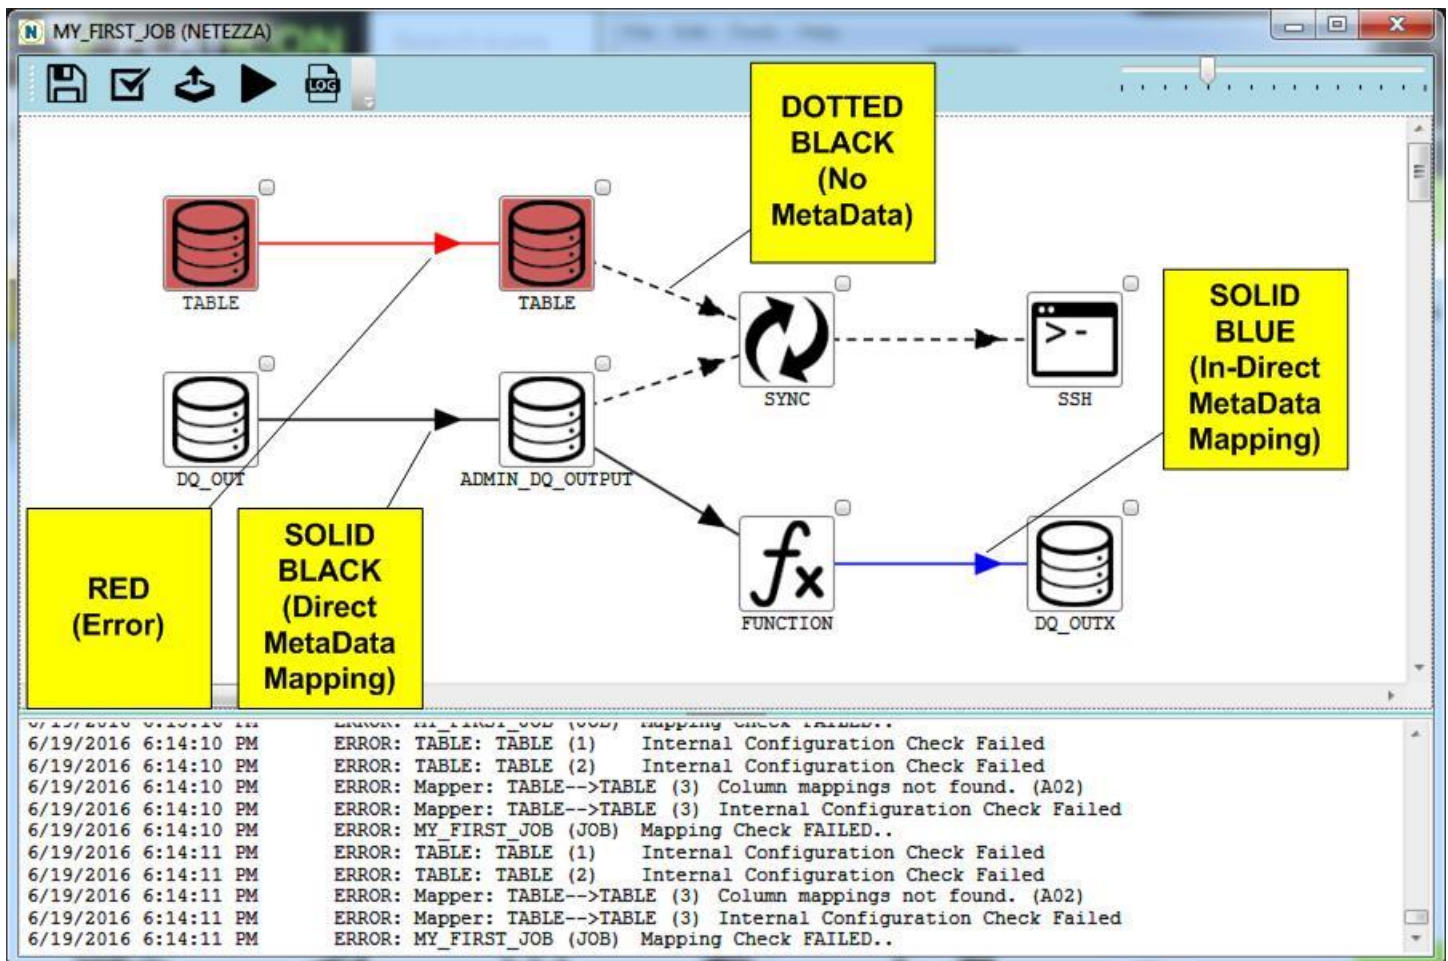 MY_FIRST_JOB (NETEZZA)
LOG
DOTTED
BLACK
(No
MetaData)
TABLE
TABLE
SOLID
BLUE
(In-Direct
MetaData
Mapping)
SYNC
SSH
DQ_OUT
ADMIN_DQ_OUTPUT
RED
(Error)
SOLID
BLACK
(Direct
MetaData
Mapping)
fx
FUNCTION
DQ_OUTX
ERROR: MY_FIRST_JOB (JOB) Mapping Check FAILED..
6/19/2016 6:14:10 PM ERROR: TABLE: TABLE (1) Internal Configuration Check Failed
6/19/2016 6:14:10 PM ERROR: TABLE: TABLE (2) Internal Configuration Check Failed
6/19/2016 6:14:10 PM ERROR: Mapper: TABLE-->TABLE (3) Column mappings not found. (A02)
6/19/2016 6:14:10 PM ERROR: Mapper: TABLE-->TABLE (3) Internal Configuration Check Failed
6/19/2016 6:14:10 PM ERROR: MY_FIRST_JOB (JOB) Mapping Check FAILED..
6/19/2016 6:14:11 PM ERROR: TABLE: TABLE (1) Internal Configuration Check Failed
6/19/2016 6:14:11 PM ERROR: TABLE: TABLE (2) Internal Configuration Check Failed
6/19/2016 6:14:11 PM ERROR: Mapper: TABLE-->TABLE (3) Column mappings not found. (A02)
6/19/2016 6:14:11 PM ERROR: Mapper: TABLE-->TABLE (3) Internal Configuration Check Failed
6/19/2016 6:14:11 PM ERROR: MY_FIRST_JOB (JOB) Mapping Check FAILED..